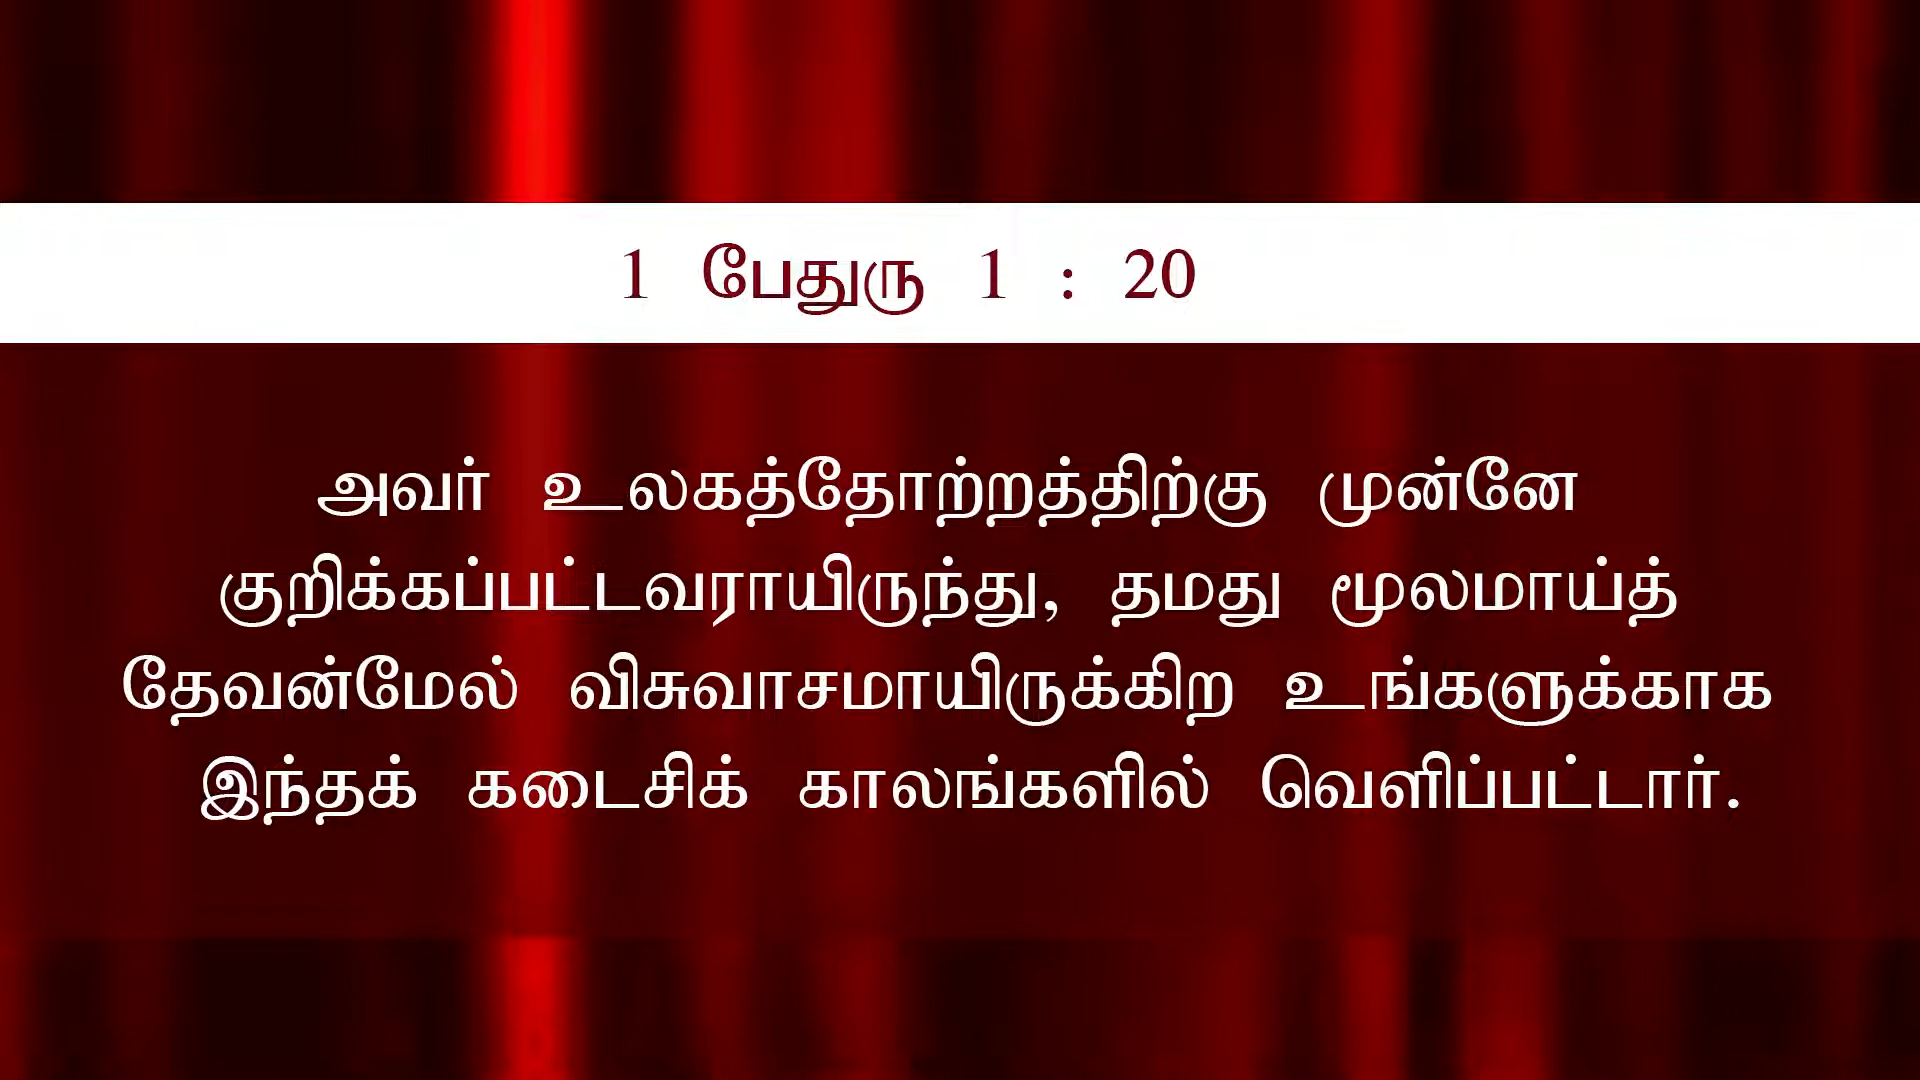 1 பேதுரு 1 : 20
அவர் உலகத்தோற்றத்திற்கு முன்னே
குறிக்கப்பட்டவராயிருந்து, தமது மூலமாய்த்
தேவன்மேல் விசுவாசமாயிருக்கிற உங்களுக்காக
இந்தக் கடைசிக் காலங்களில் வெளிப்பட்டார்.